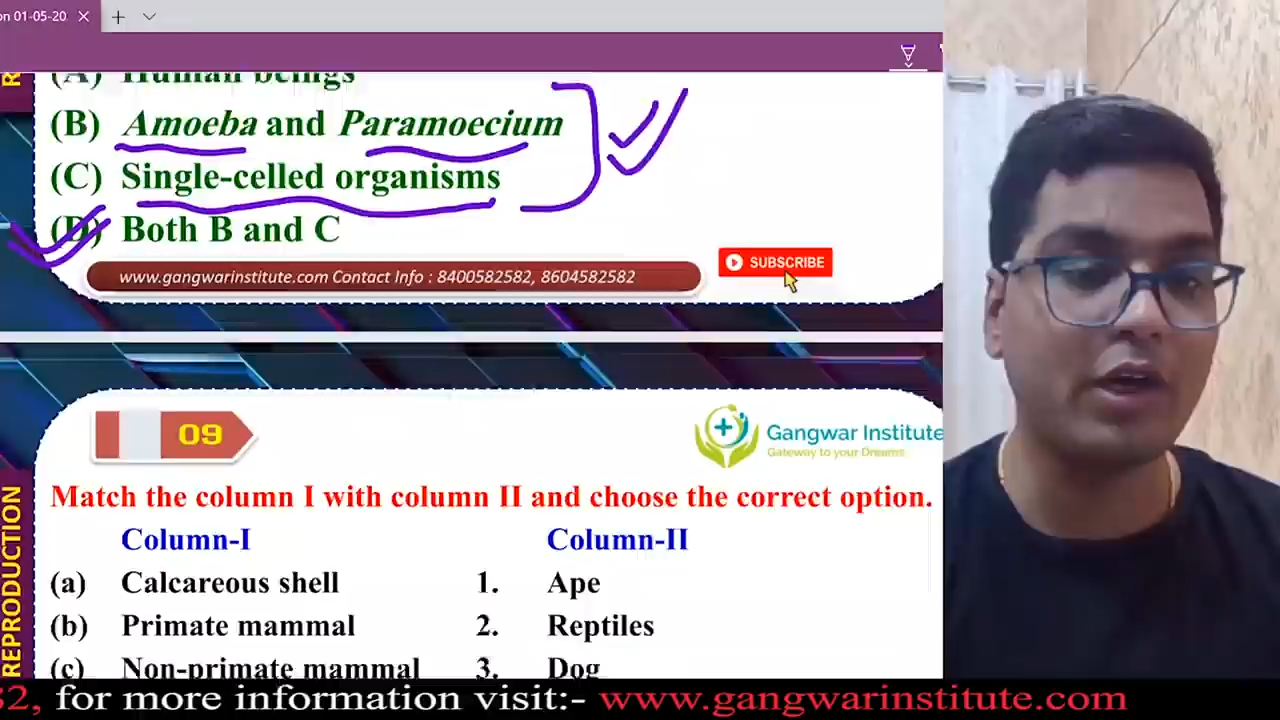 on 01-05-20
R
(A) Human beings
(B) Amoeba and Paramoecium
(C) Single-celled organisms
(D) Both B and C
www.gangwarinstitute.com Contact Info : 8400582582, 8604582582
SUBSCRIBE
09
Gangwar Institute
Gateway to your Dreams
Match the column I with column II and choose the correct option.
Column-I Column-II
(a) Calcareous shell 1. Ape
(b) Primate mammal 2. Reptiles
(c) Non-primate mammal 3. Dog
REPRODUCTION
32, for more information visit:- www.gangwarinstitute.com